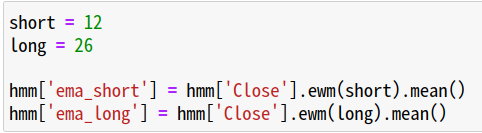 short = 12
long = 26
hmm['ema_short'] = hmm['Close'].ewm(short).mean()
hmm['ema_long'] = hmm['Close'].ewm(long).mean()